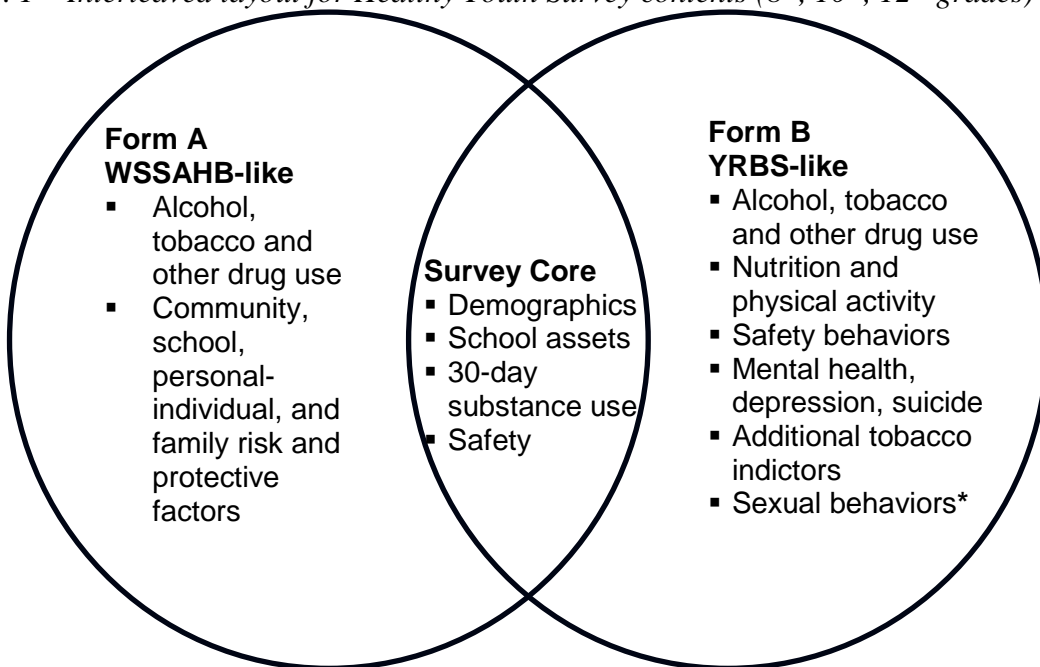 . 1 – Interleaved layout for Healthy Youth Survey contents (8th, 10th, 12th grades)
Form A
WSSAHB-like
▪ Alcohol,
tobacco and
other drug use
▪ Community,
school,
personal-
individual, and
family risk and
protective
factors
Survey Core
▪ Demographics
▪ School assets
▪ 30-day
substance use
▪ Safety
Form B
YRBS-like
▪ Alcohol, tobacco
and other drug use
▪ Nutrition and
physical activity
▪ Safety behaviors
▪ Mental health,
depression, suicide
▪ Additional tobacco
indictors
▪ Sexual behaviors*